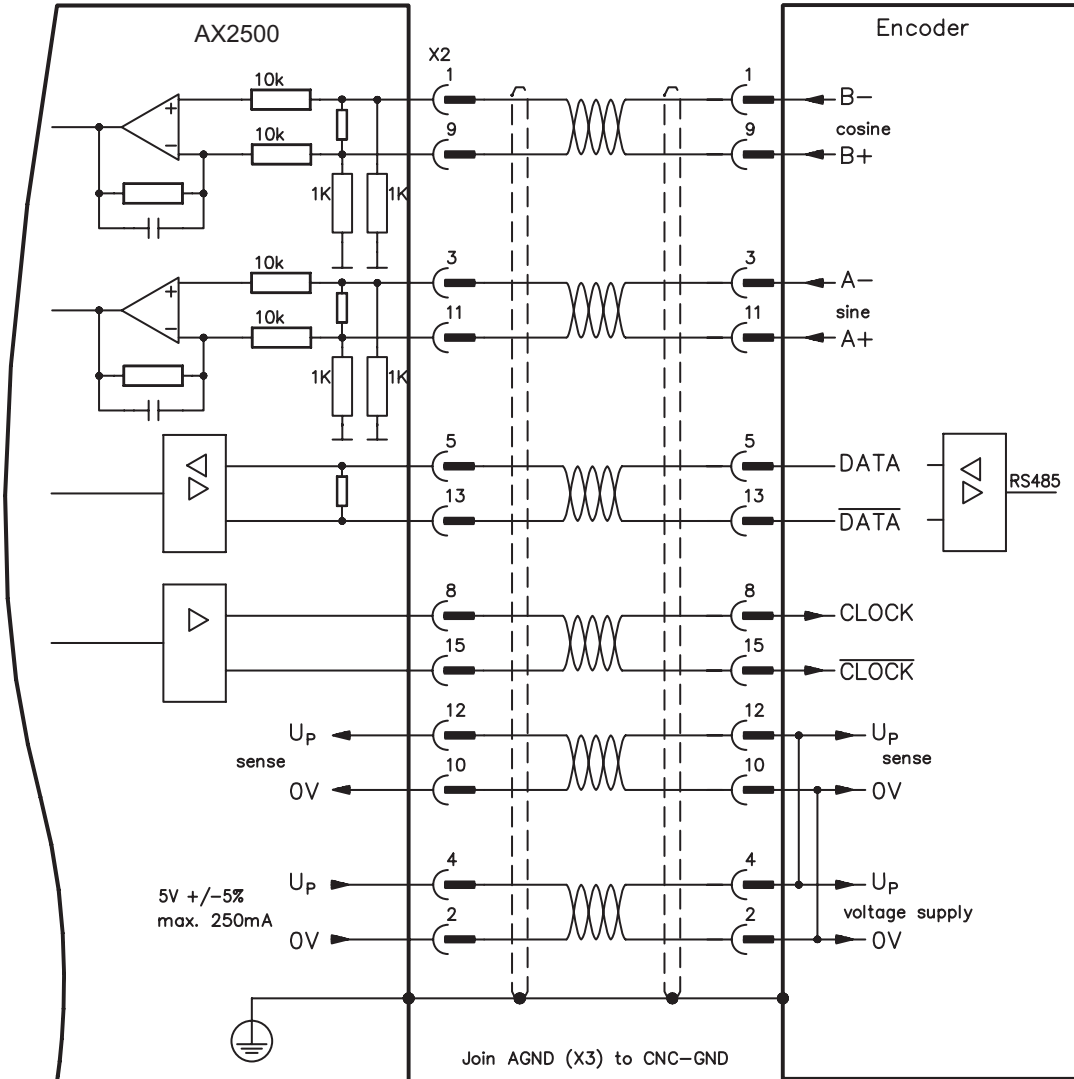 AX2500
Encoder
X2
10k
1
1
B-
cosine
10k
9
9
B+
1K
1K
10k
3
3
A-
sine
10k
11
11
A+
1K
1K
5
5
DATA
RS485
13
13
DATA
8
8
CLOCK
15
15
CLOCK
UP
12
12
UP
sense
sense
0V
10
10
0V
5V +/-5%
max. 250mA
UP
4
4
UP
voltage supply
0V
2
2
0V
Join AGND (X3) to CNC-GND